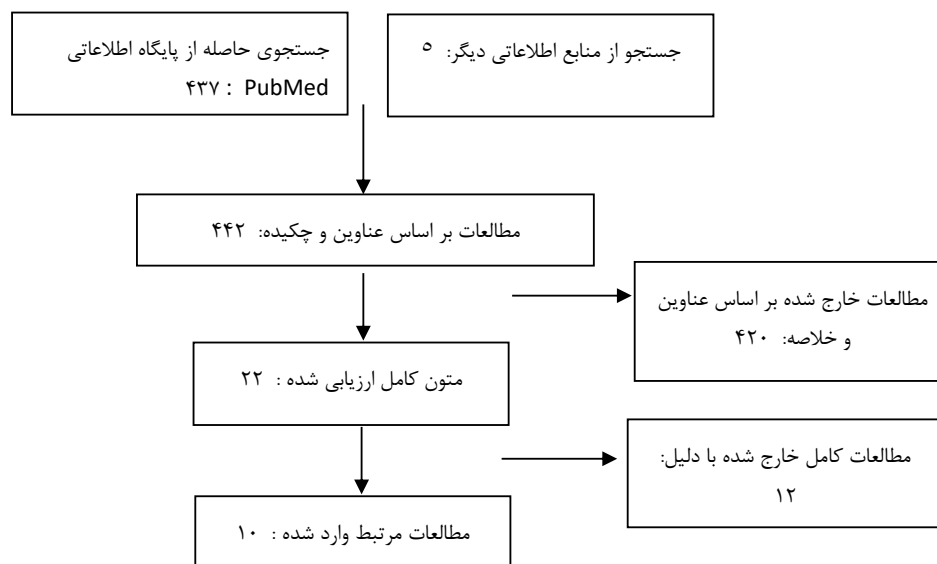 جستجوی حاصله از پایگاه اطلاعاتی
PubMed : ۴۳۷
جستجو از منابع اطلاعاتی دیگر: ۵
مطالعات بر اساس عناوین و چکیده: ۴۴۲
مطالعات خارج شده بر اساس عناوین
و خلاصه: ۴۲۰
متون کامل ارزیابی شده : ۲۲
مطالعات کامل خارج شده با دلیل:
۱۲
مطالعات مرتبط وارد شده : ۱۰